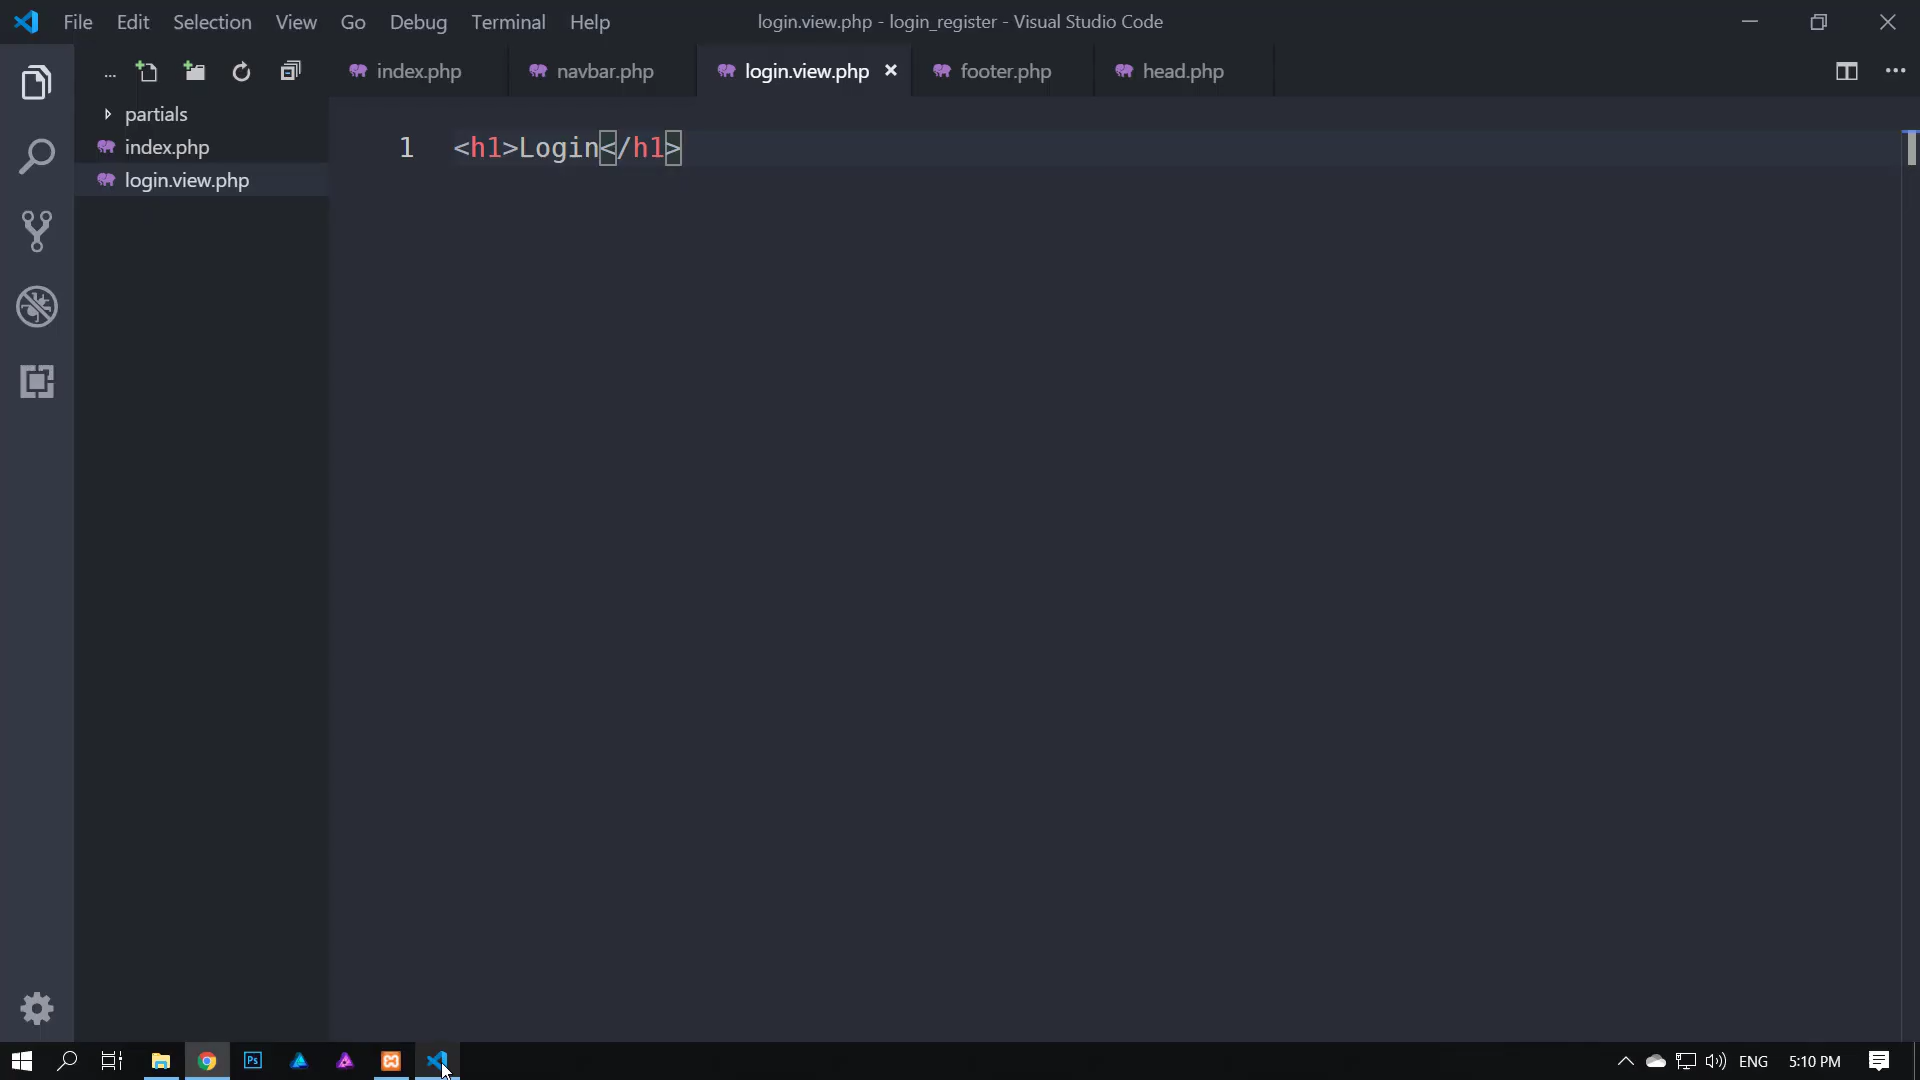 File Edit Selection View Go Debug Terminal Help login.view.php - login_register - Visual Studio Code
... index.php navbar.php login.view.php footer.php head.php
partials
index.php
login.view.php
1 <h1>Login</h1>
Ps ENG 5:10 PM